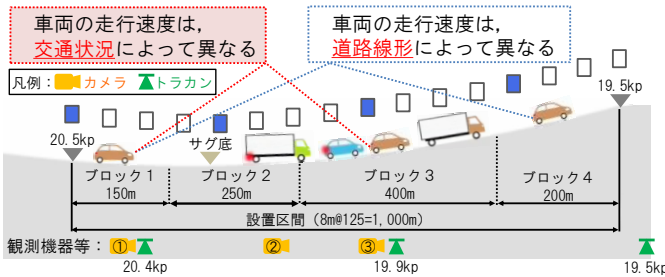 車両の走行速度は,
交通状況によって異なる
車両の走行速度は,
道路線形によって異なる
凡例:カメラ トラカン
19.5kp
20.5kp
サグ底
ブロック1
150m
ブロック2
250m
ブロック3
400m
ブロック4
200m
設置区間(8m@125=1,000m)
観測機器等:① ② ③
20.4kp
19.9kp
19.5kp